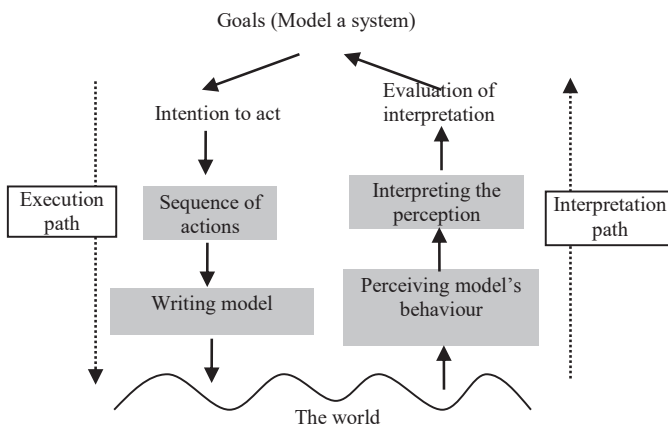 Goals (Model a system)
Evaluation of
interpretation
Intention to act
Execution
path
Sequence of
actions
Interpreting the
perception
Interpretation
path
Writing model
Perceiving model's
behaviour
The world